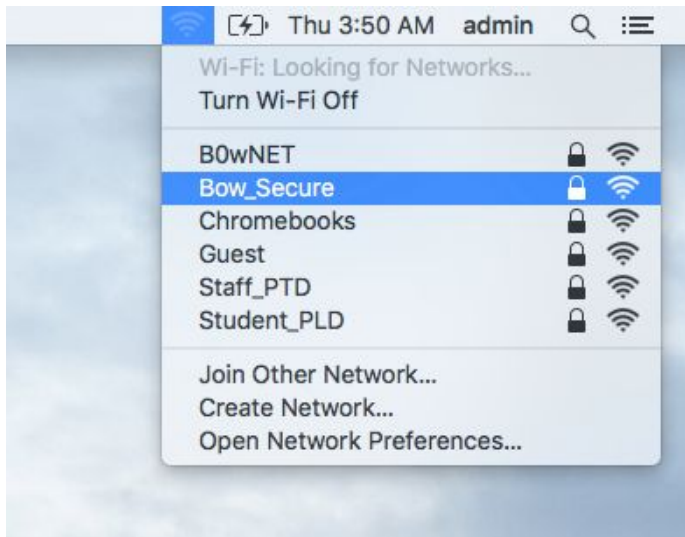 Thu 3:50 AM admin
Wi-Fi: Looking for Networks...
Turn Wi-Fi Off
B0wNET
Bow_Secure
Chromebooks
Guest
Staff_PTD
Student_PLD
Join Other Network...
Create Network...
Open Network Preferences...